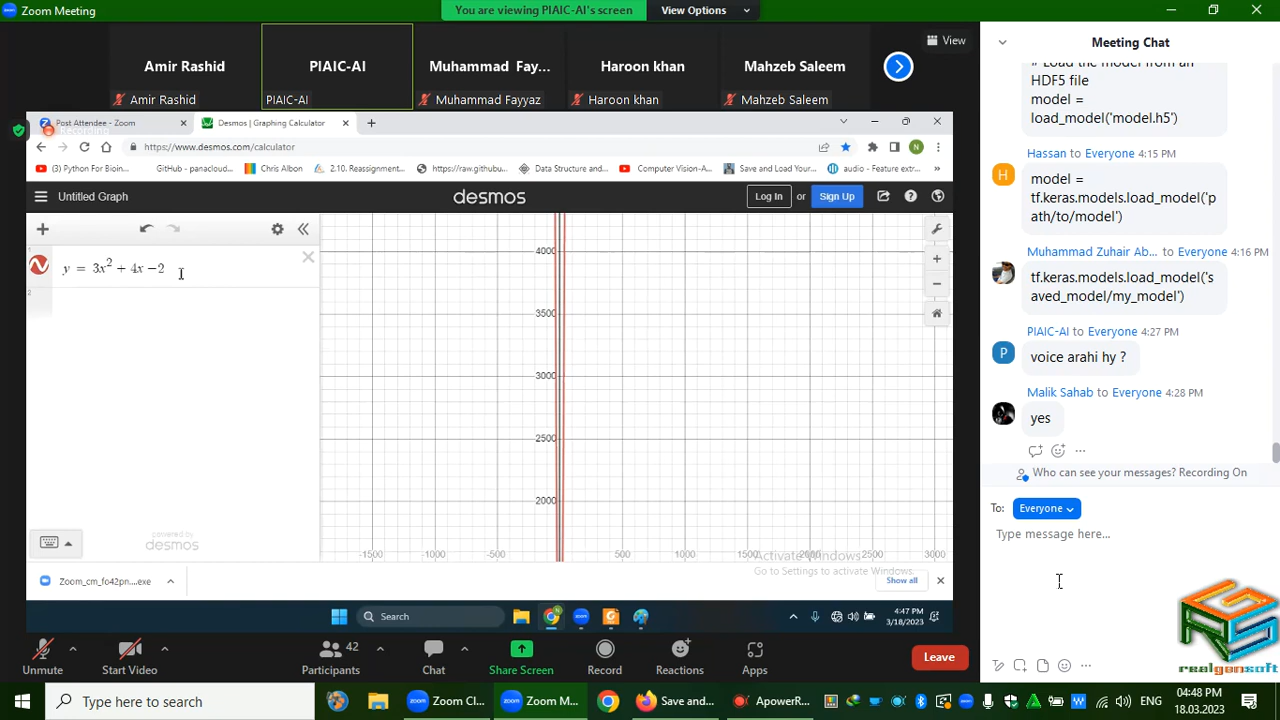 Zoom Meeting
You are viewing PIAIC-AI's screen
View Options
Amir Rashid
PIAIC-AI
Muhammad Fay...
Haroon khan
Mahzeb Saleem
View
Amir Rashid
PIAIC-AI
Muhammad Fayyaz
Haroon khan
Mahzeb Saleem
Recording
Post Attendee - Zoom
Desmos | Graphing Calculator
https://www.desmos.com/calculator
N
(3) Python For Bioin...
GitHub - panacloud...
Chris Albon
2.10. Reassignment...
https://raw.githubu...
Data Structure and...
Computer Vision-A...
Save and Load Your...
audio - Feature extr...
Untitled Graph
desmos
Log In
or
Sign Up
1
y = 3x² + 4x − 2
2
4000
3500
3000
2500
2000
-1500
-1000
-500
0
500
1000
1500
2000
2500
3000
powered by
desmos
Activate Windows
Go to Settings to activate Windows.
Zoom_cm_fo42pn....exe
Show all
Search
4:47 PM
3/18/2023
Unmute
Start Video
Participants
42
Chat
Share Screen
Record
Reactions
Apps
Leave
Meeting Chat
# Load the model from an
HDF5 file
model =
load_model('model.h5')
Hassan to Everyone 4:15 PM
H
model =
tf.keras.models.load_model('p
ath/to/model')
Muhammad Zuhair Ab... to Everyone 4:16 PM
tf.keras.models.load_model('s
aved_model/my_model')
PIAIC-AI to Everyone 4:27 PM
P
voice arahi hy ?
Malik Sahab to Everyone 4:28 PM
yes
Who can see your messages? Recording On
To:
Everyone
Type message here...
realgensoft
Type here to search
Zoom Cl...
Zoom M...
Save and...
ApowerR...
ENG
04:48 PM
18.03.2023